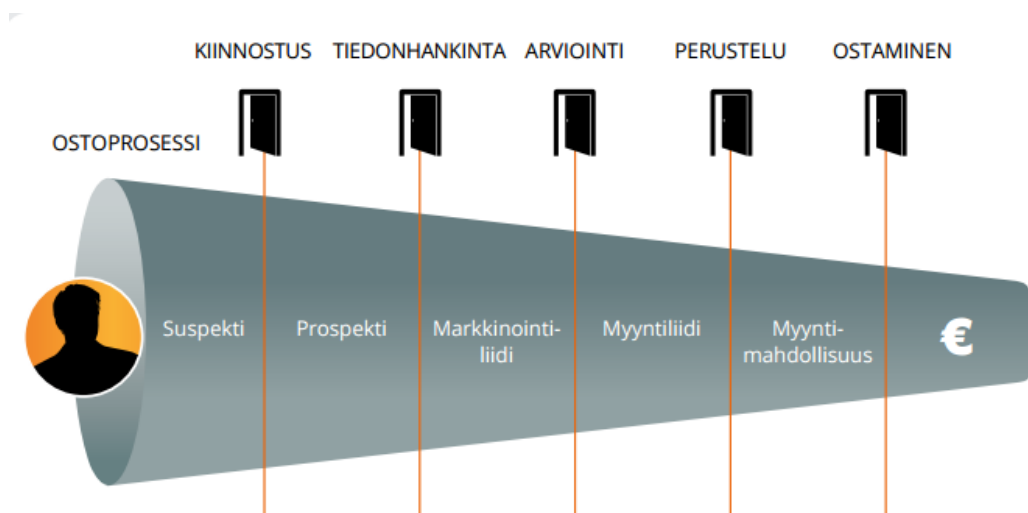 KIINNOSTUS TIEDONHANKINTA ARVIOINTI PERUSTELU OSTAMINEN
OSTOPROSESSI
Suspekti
Prospekti
Markkinointi-
liidi
Myyntiliidi
Myynti-
mahdollisuus
€